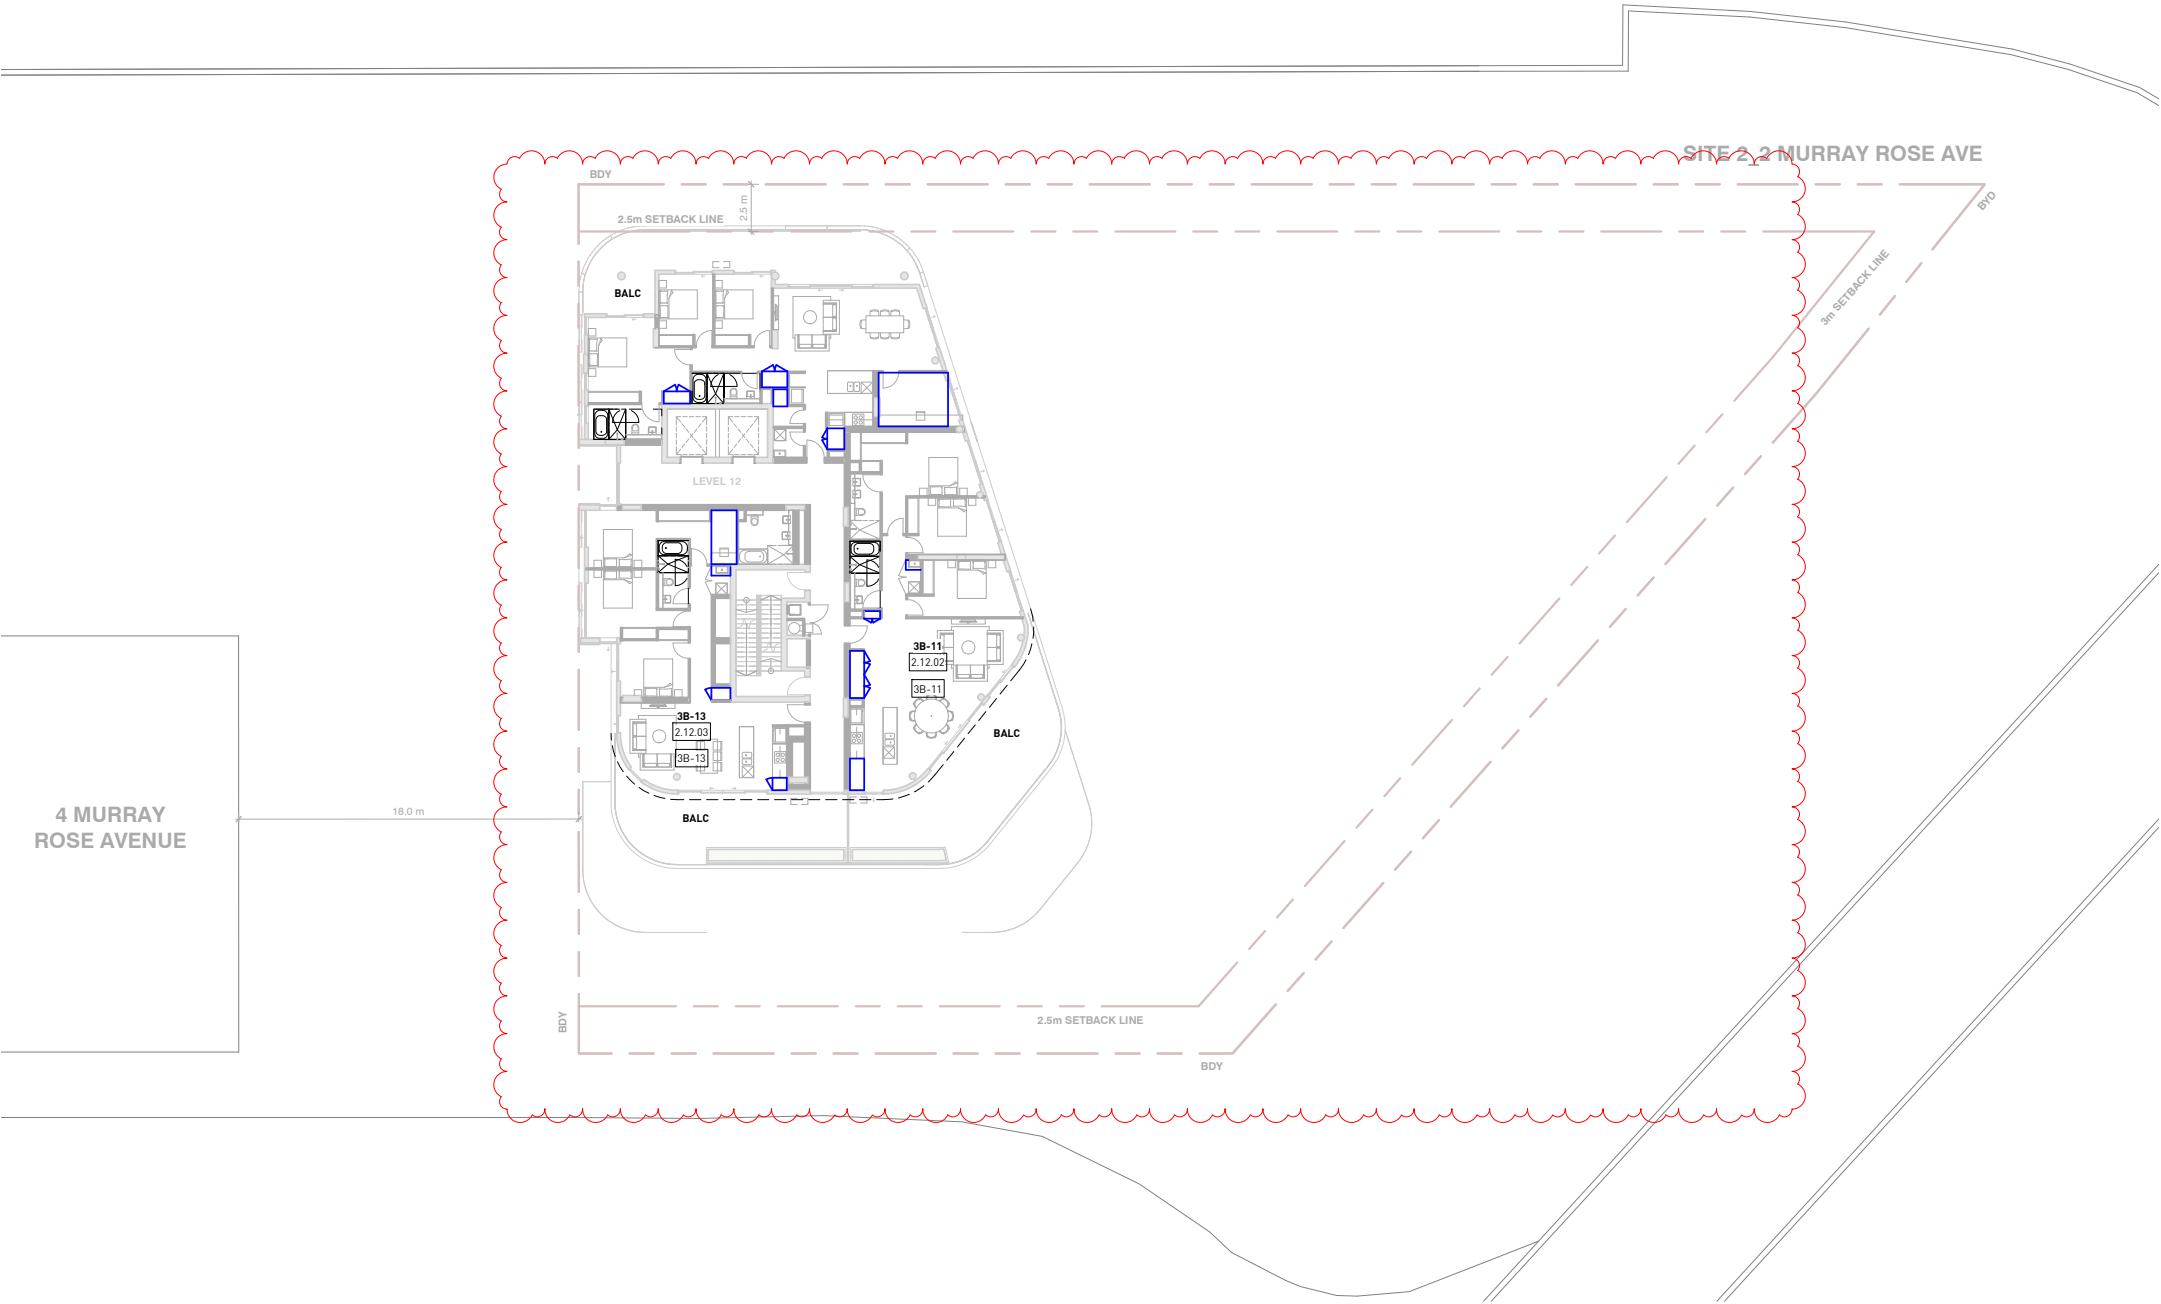 SITE 2_2 MURRAY ROSE AVE
BDY
BYD
2.5 m
2.5m SETBACK LINE
3m SETBACK LINE
BALC
LEVEL 12
3B-11
2.12.02
3B-11
3B-13
2.12.03
3B-13
BALC
4 MURRAY
ROSE AVENUE
18.0 m
BALC
BDY
2.5m SETBACK LINE
BDY